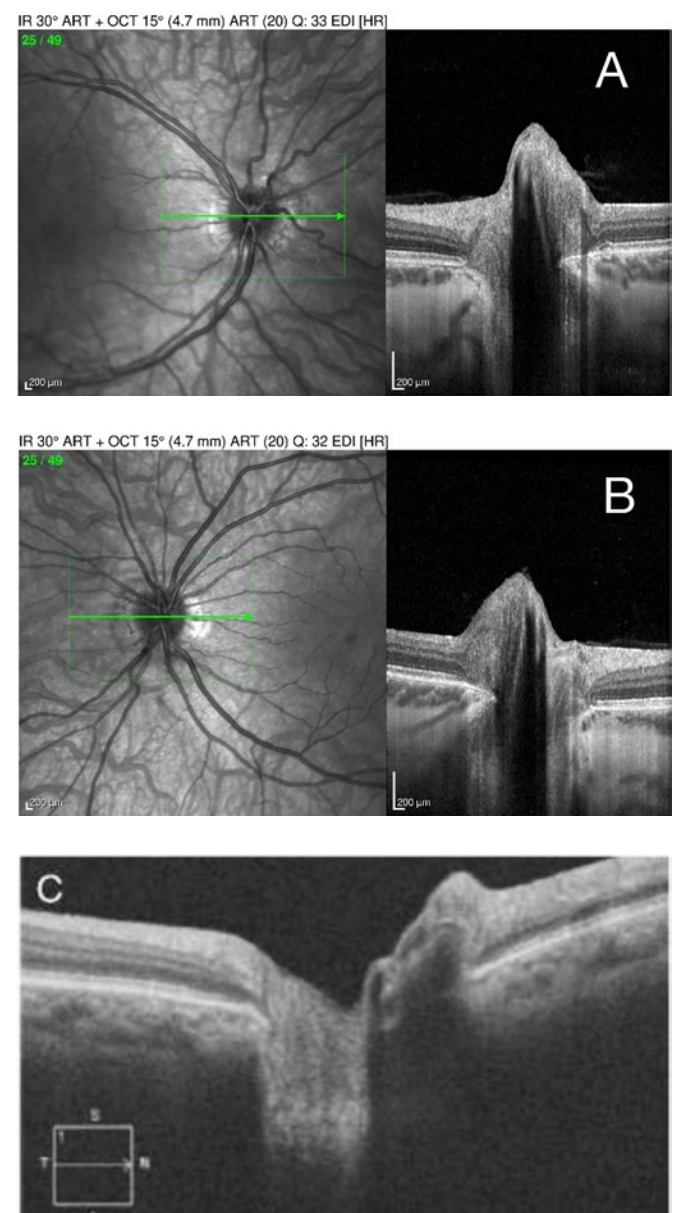 IR 30° ART + OCT 15° (4.7 mm) ART (20) Q: 33 EDI [HR]
25 / 49
A
200 µm
200 µm
IR 30° ART + OCT 15° (4.7 mm) ART (20) Q: 32 EDI [HR]
25 / 49
B
200 µm
200 µm
C
S
1
T N